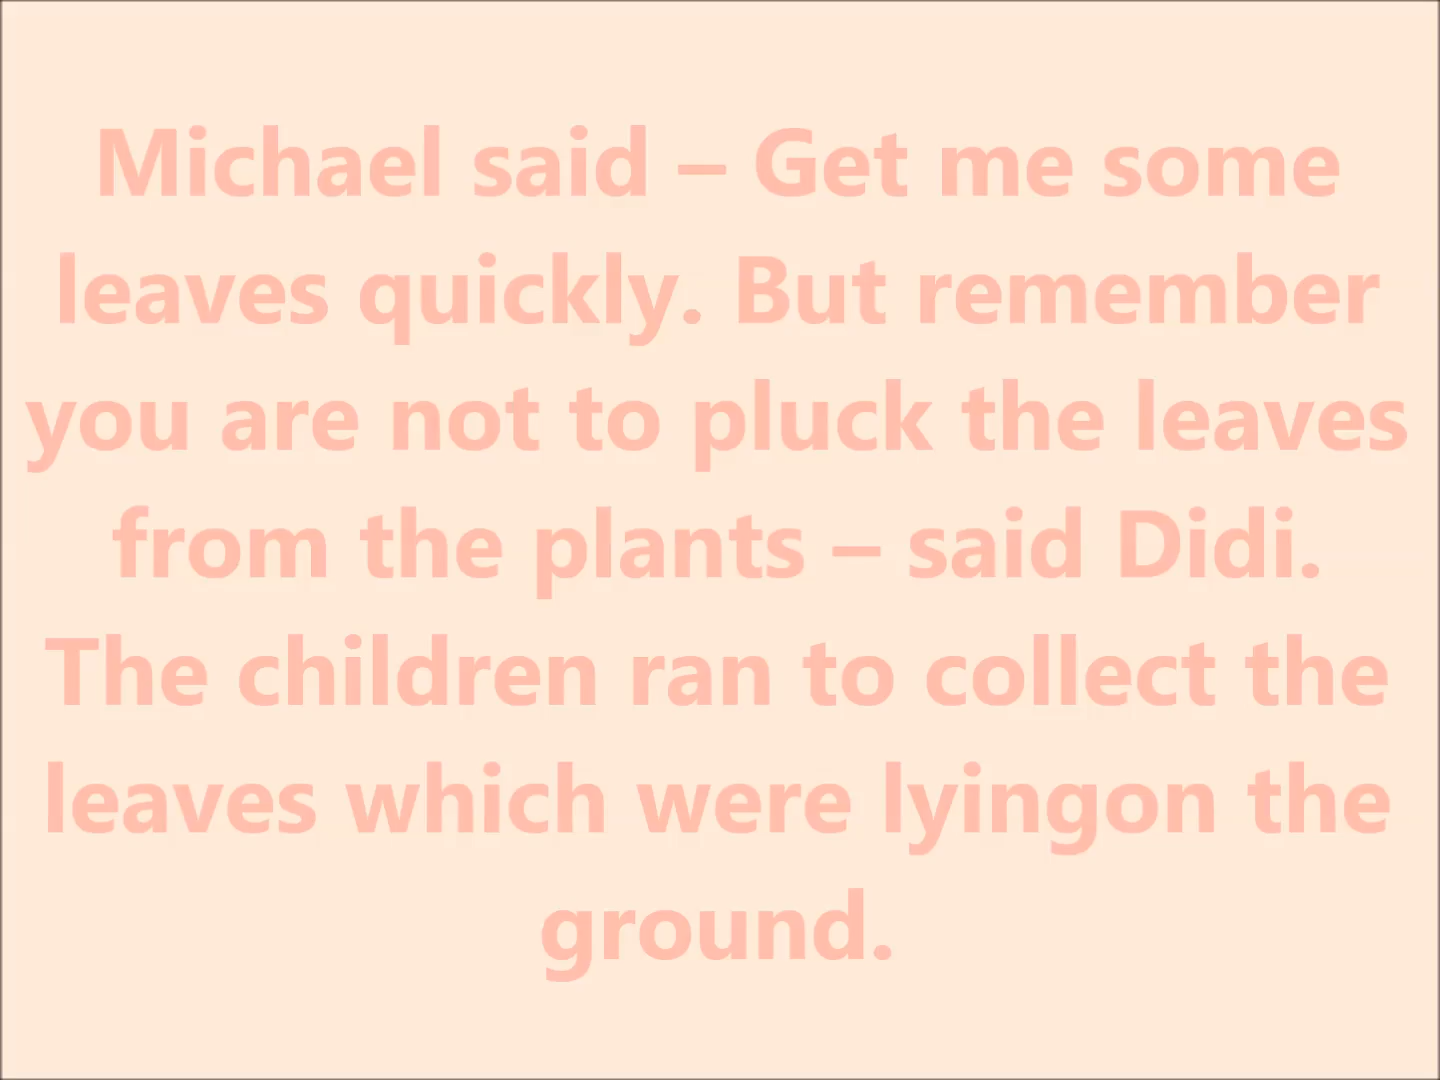 Michael said – Get me some
leaves quickly. But remember
you are not to pluck the leaves
from the plants – said Didi.
The children ran to collect the
leaves which were lyingon the
ground.